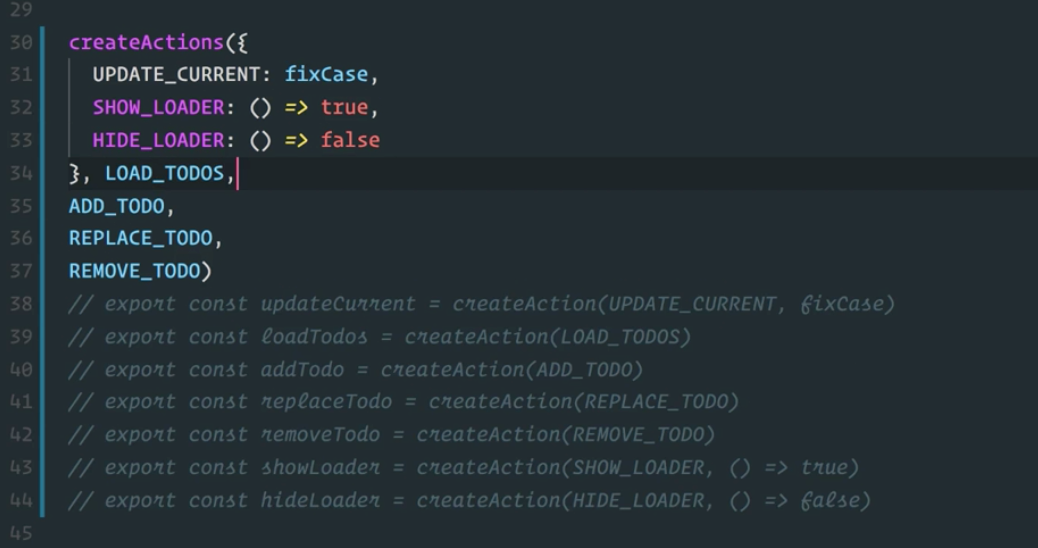 29
30 createActions({
31 UPDATE_CURRENT: fixCase,
32 SHOW_LOADER: () => true,
33 HIDE_LOADER: () => false
34 }, LOAD_TODOS,
35 ADD_TODO,
36 REPLACE_TODO,
37 REMOVE_TODO)
38 // export const updateCurrent = createAction(UPDATE_CURRENT, fixCase)
39 // export const loadTodos = createAction(LOAD_TODOS)
40 // export const addTodo = createAction(ADD_TODO)
41 // export const replaceTodo = createAction(REPLACE_TODO)
42 // export const removeTodo = createAction(REMOVE_TODO)
43 // export const showLoader = createAction(SHOW_LOADER, () => true)
44 // export const hideLoader = createAction(HIDE_LOADER, () => false)
45